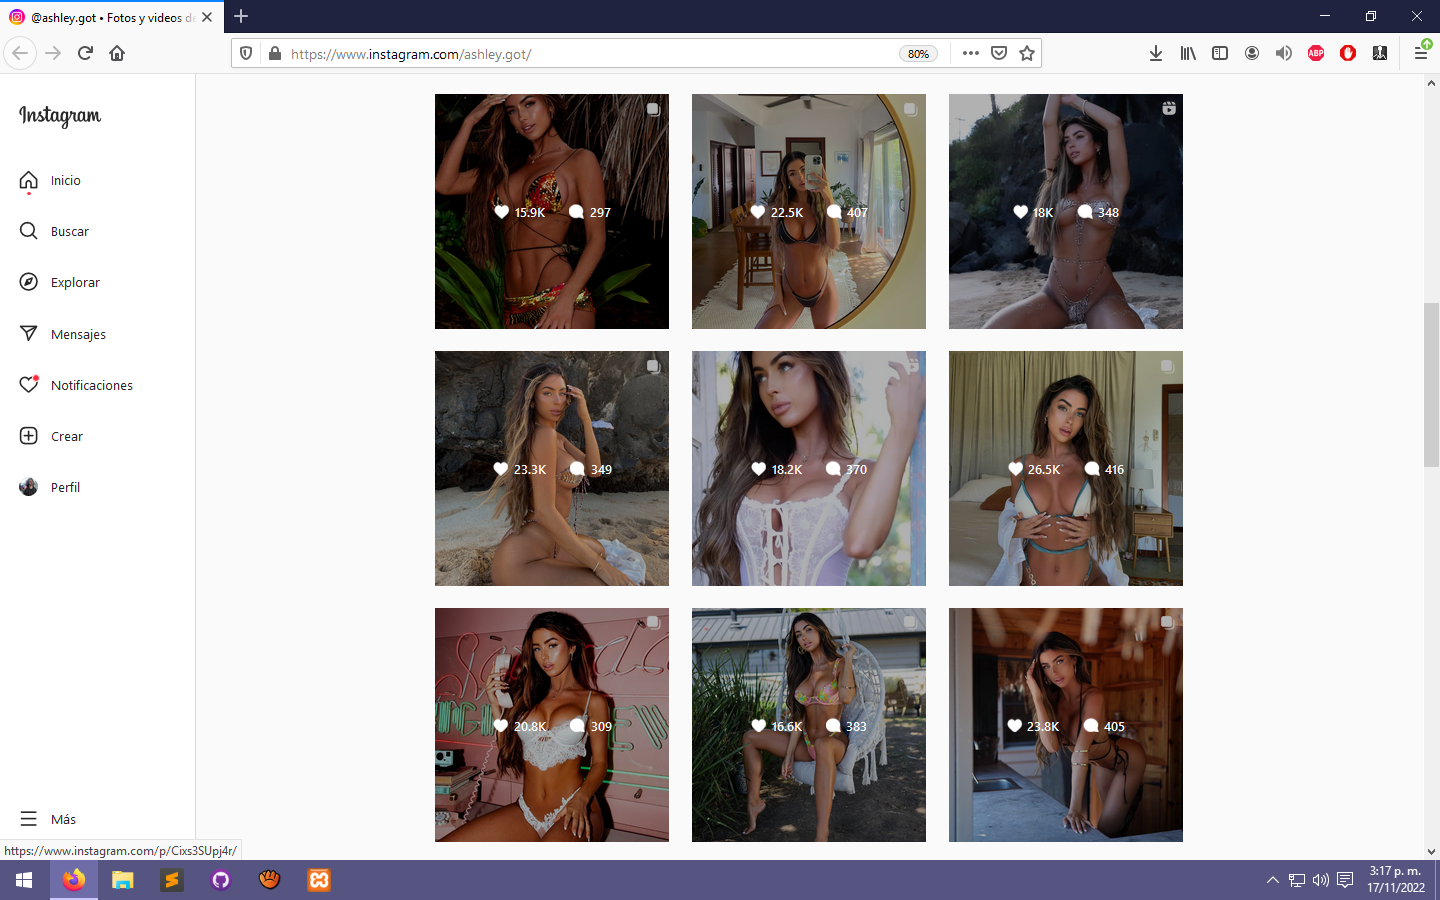 @ashley.got • Fotos y videos de
https://www.instagram.com/ashley.got/
80%
ABP
Instagram
Inicio
Buscar
Explorar
Mensajes
Notificaciones
Crear
Perfil
Más
15.9K 297
22.5K 407
18K 348
23.3K 349
18.2K 370
26.5K 416
20.8K 309
16.6K 383
23.8K 405
https://www.instagram.com/p/Cixs3SUpj4r/
3:17 p. m.
17/11/2022